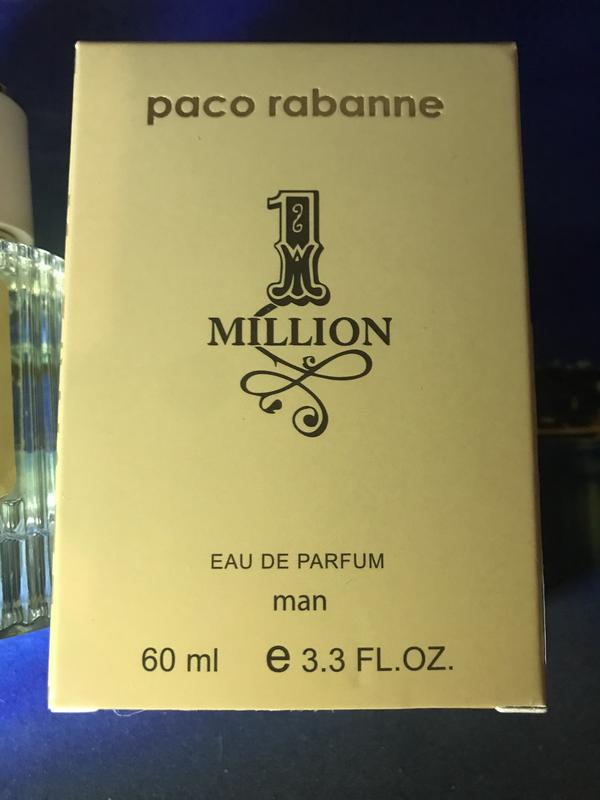 paco rabanne
1
MILLION
EAU DE PARFUM
man
60 ml e 3.3 FL.OZ.